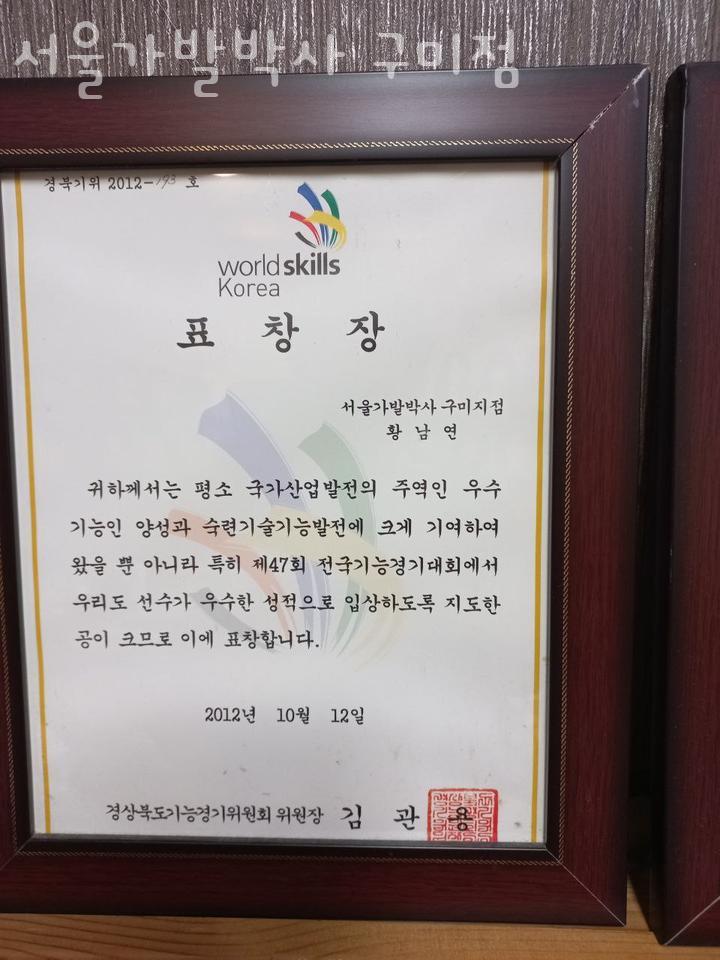 서울가발박사 구미점
경북기위 2012-193 호
world skills
Korea
표 창 장
서울가발박사 구미지점
황 남 연
귀하께서는 평소 국가산업발전의 주역인 우수
기능인 양성과 숙련기술기능발전에 크게 기여하여
왔을 뿐 아니라 특히 제47회 전국기능경기대회에서
우리도 선수가 우수한 성적으로 입상하도록 지도한
공이 크므로 이에 표창합니다.
2012년 10월 12일
경상북도기능경기위원회 위원장 김 관 용